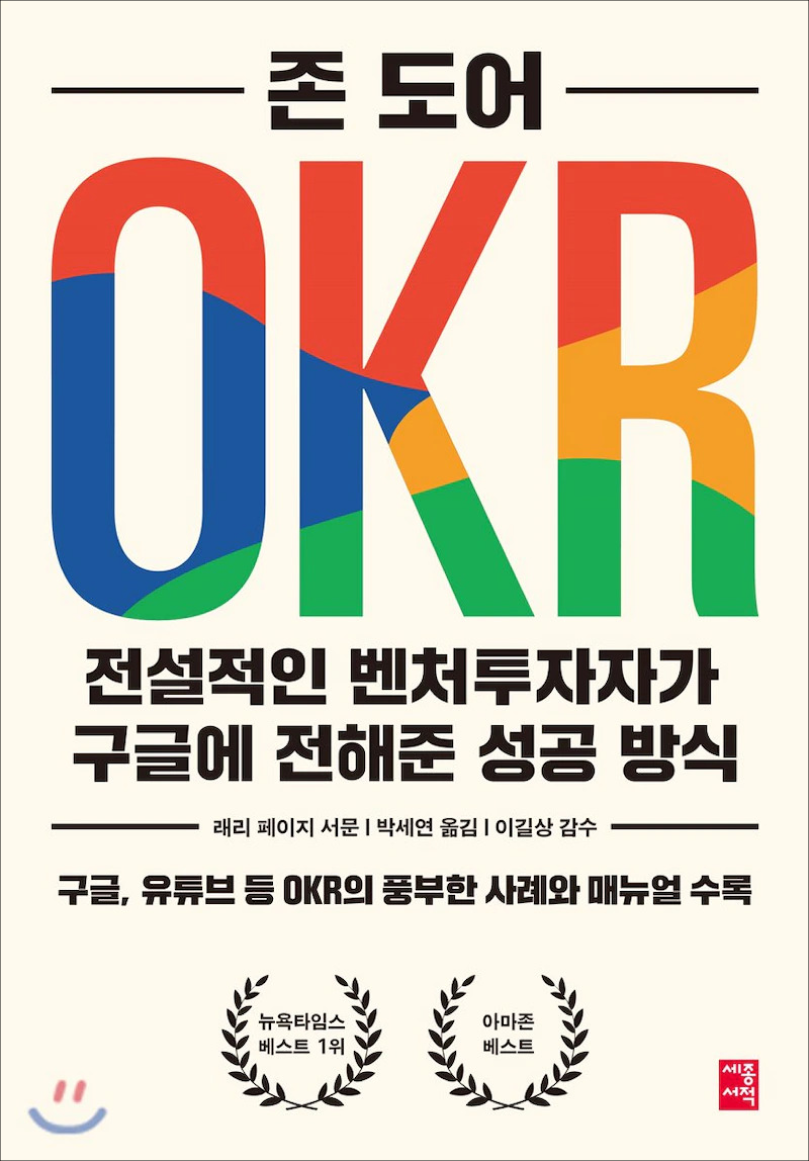 존 도어
OKR
전설적인 벤처투자자가
구글에 전해준 성공 방식
래리 페이지 서문 | 박세연 옮김 | 이길상 감수
구글, 유튜브 등 OKR의 풍부한 사례와 매뉴얼 수록
뉴욕타임스
베스트 1위
아마존
베스트
세종
서적